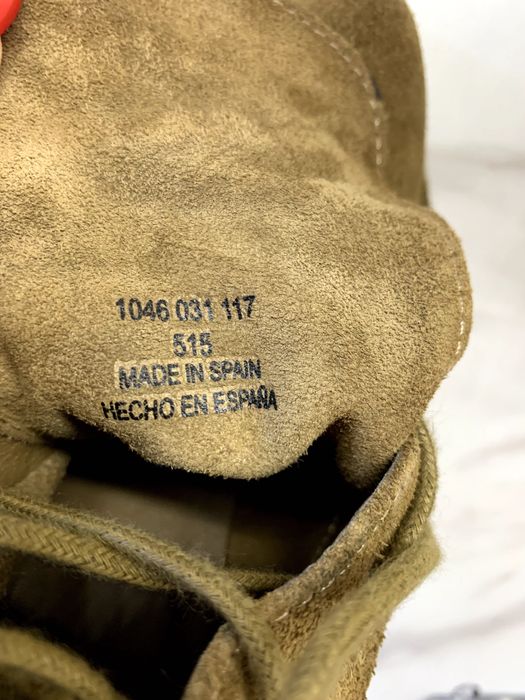 1046 031 117
515
MADE IN SPAIN
HECHO EN ESPAÑA